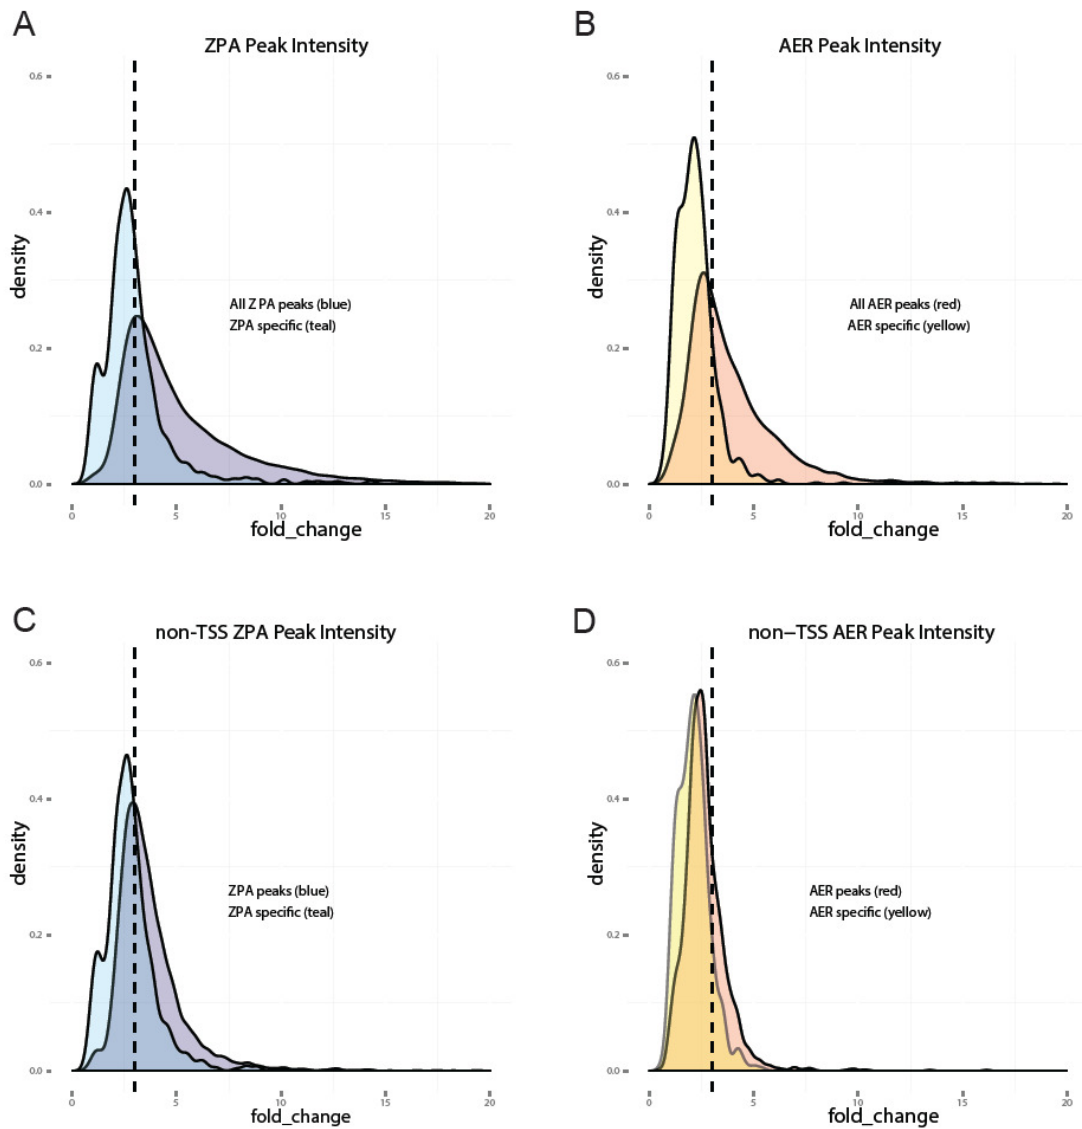 A
ZPA Peak Intensity
0.6
0.4
0.2
0.0
density
All Z PA peaks (blue)
ZPA specific (teal)
0 5 10 15 20
fold_change
B
AER Peak Intensity
0.6
0.4
0.2
0.0
density
All AER peaks (red)
AER specific (yellow)
0 5 10 15 20
fold_change
C
non-TSS ZPA Peak Intensity
0.6
0.4
0.2
0.0
density
ZPA peaks (blue)
ZPA specific (teal)
0 5 10 15 20
fold_change
D
non–TSS AER Peak Intensity
0.6
0.4
0.2
0.0
density
AER peaks (red)
AER specific (yellow)
0 5 10 15 20
fold_change